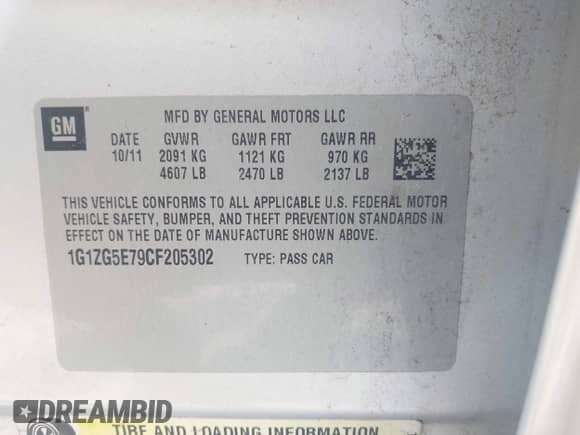 GM
MFD BY GENERAL MOTORS LLC
DATE GVWR GAWR FRT GAWR RR
10/11 2091 KG 1121 KG 970 KG
4607 LB 2470 LB 2137 LB
THIS VEHICLE CONFORMS TO ALL APPLICABLE U.S. FEDERAL MOTOR
VEHICLE SAFETY, BUMPER, AND THEFT PREVENTION STANDARDS
IN EFFECT ON THE DATE OF MANUFACTURE SHOWN ABOVE.
1G1ZG5E79CF205302 TYPE: PASS CAR
DREAMBID
TIRE AND LOADING INFORMATION